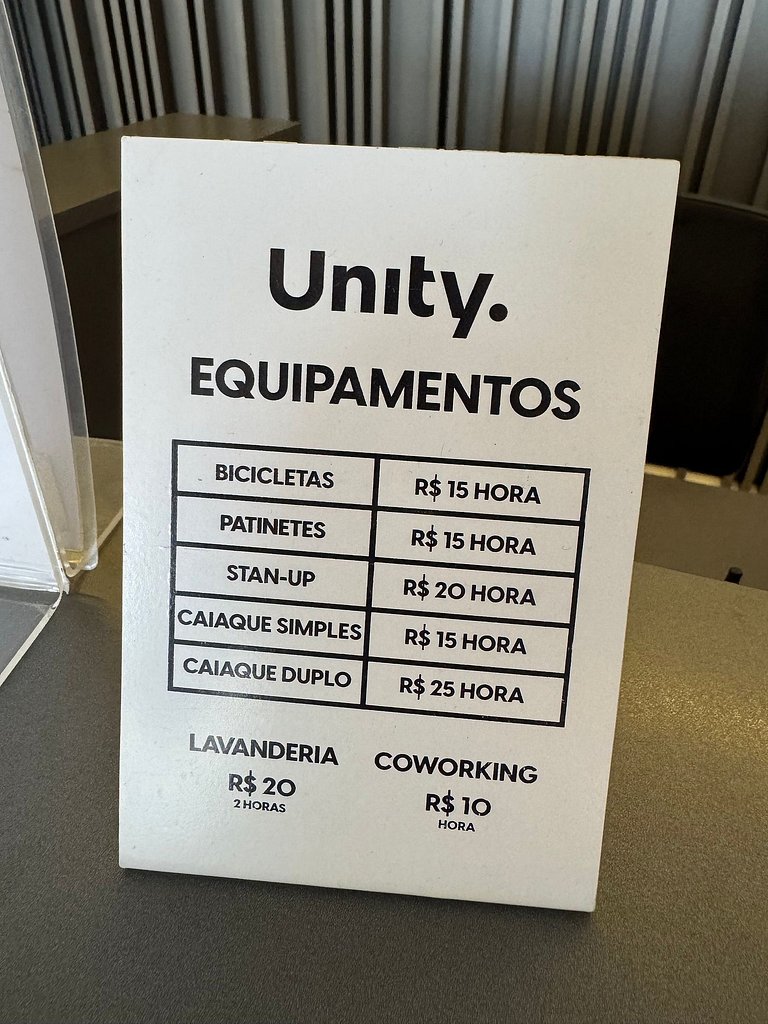 Unity.
EQUIPAMENTOS
BICICLETAS R$ 15 HORA
PATINETES R$ 15 HORA
STAN-UP R$ 20 HORA
CAIAQUE SIMPLES R$ 15 HORA
CAIAQUE DUPLO R$ 25 HORA
LAVANDERIA COWORKING
R$ 20 R$ 10
2 HORAS HORA